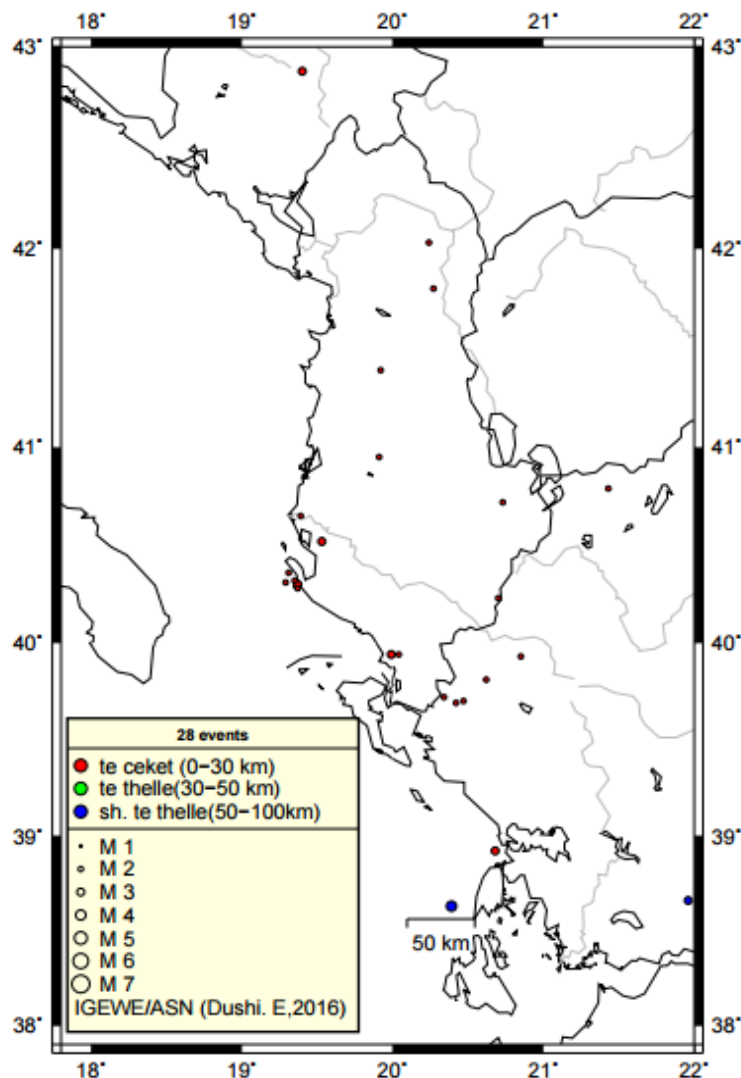 18˚ 19˚ 20˚ 21˚ 22˚
43˚ 43˚
42˚ 42˚
41˚ 41˚
40˚ 40˚
28 events
te ceket (0−30 km)
te thelle(30−50 km)
sh. te thelle(50−100km)
39˚ 39˚
M 1
M 2
M 3
M 4
M 5
M 6
M 7
50 km
IGEWE/ASN (Dushi. E,2016)
38˚ 38˚
18˚ 19˚ 20˚ 21˚ 22˚